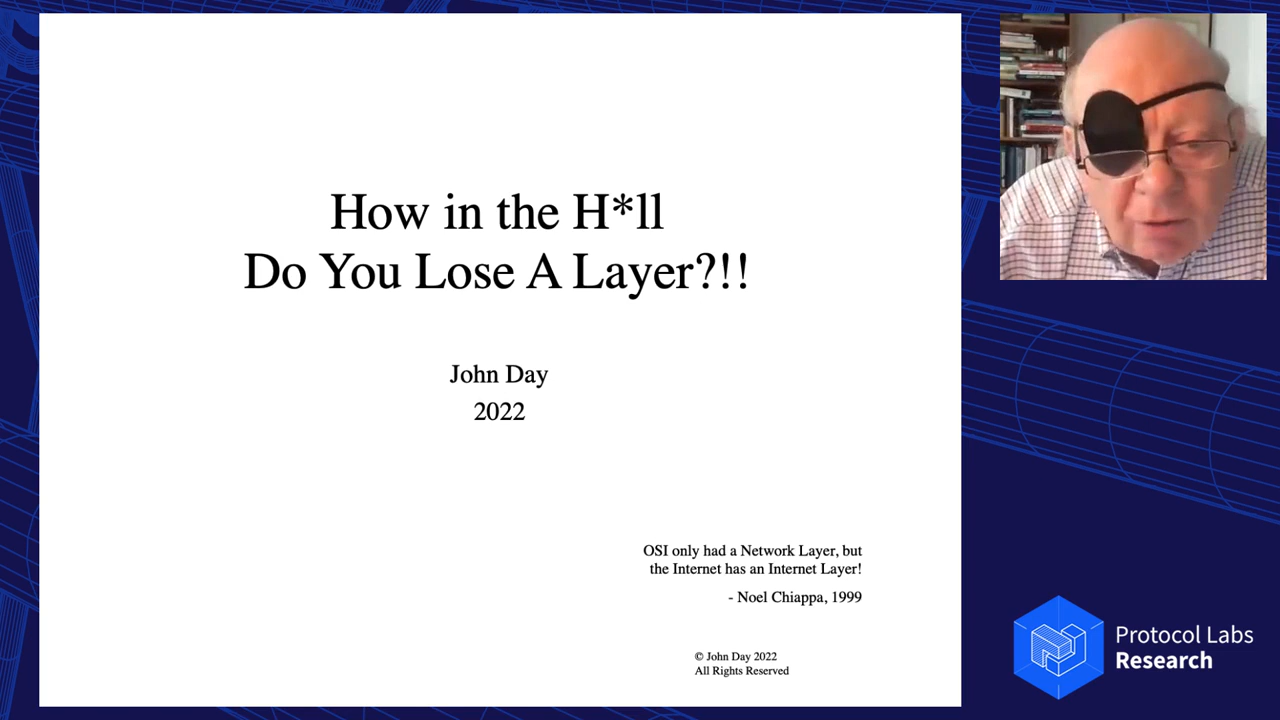 How in the H*ll
Do You Lose A Layer?!!
John Day
2022
OSI only had a Network Layer, but
the Internet has an Internet Layer!
- Noel Chiappa, 1999
© John Day 2022
All Rights Reserved
Protocol Labs
Research